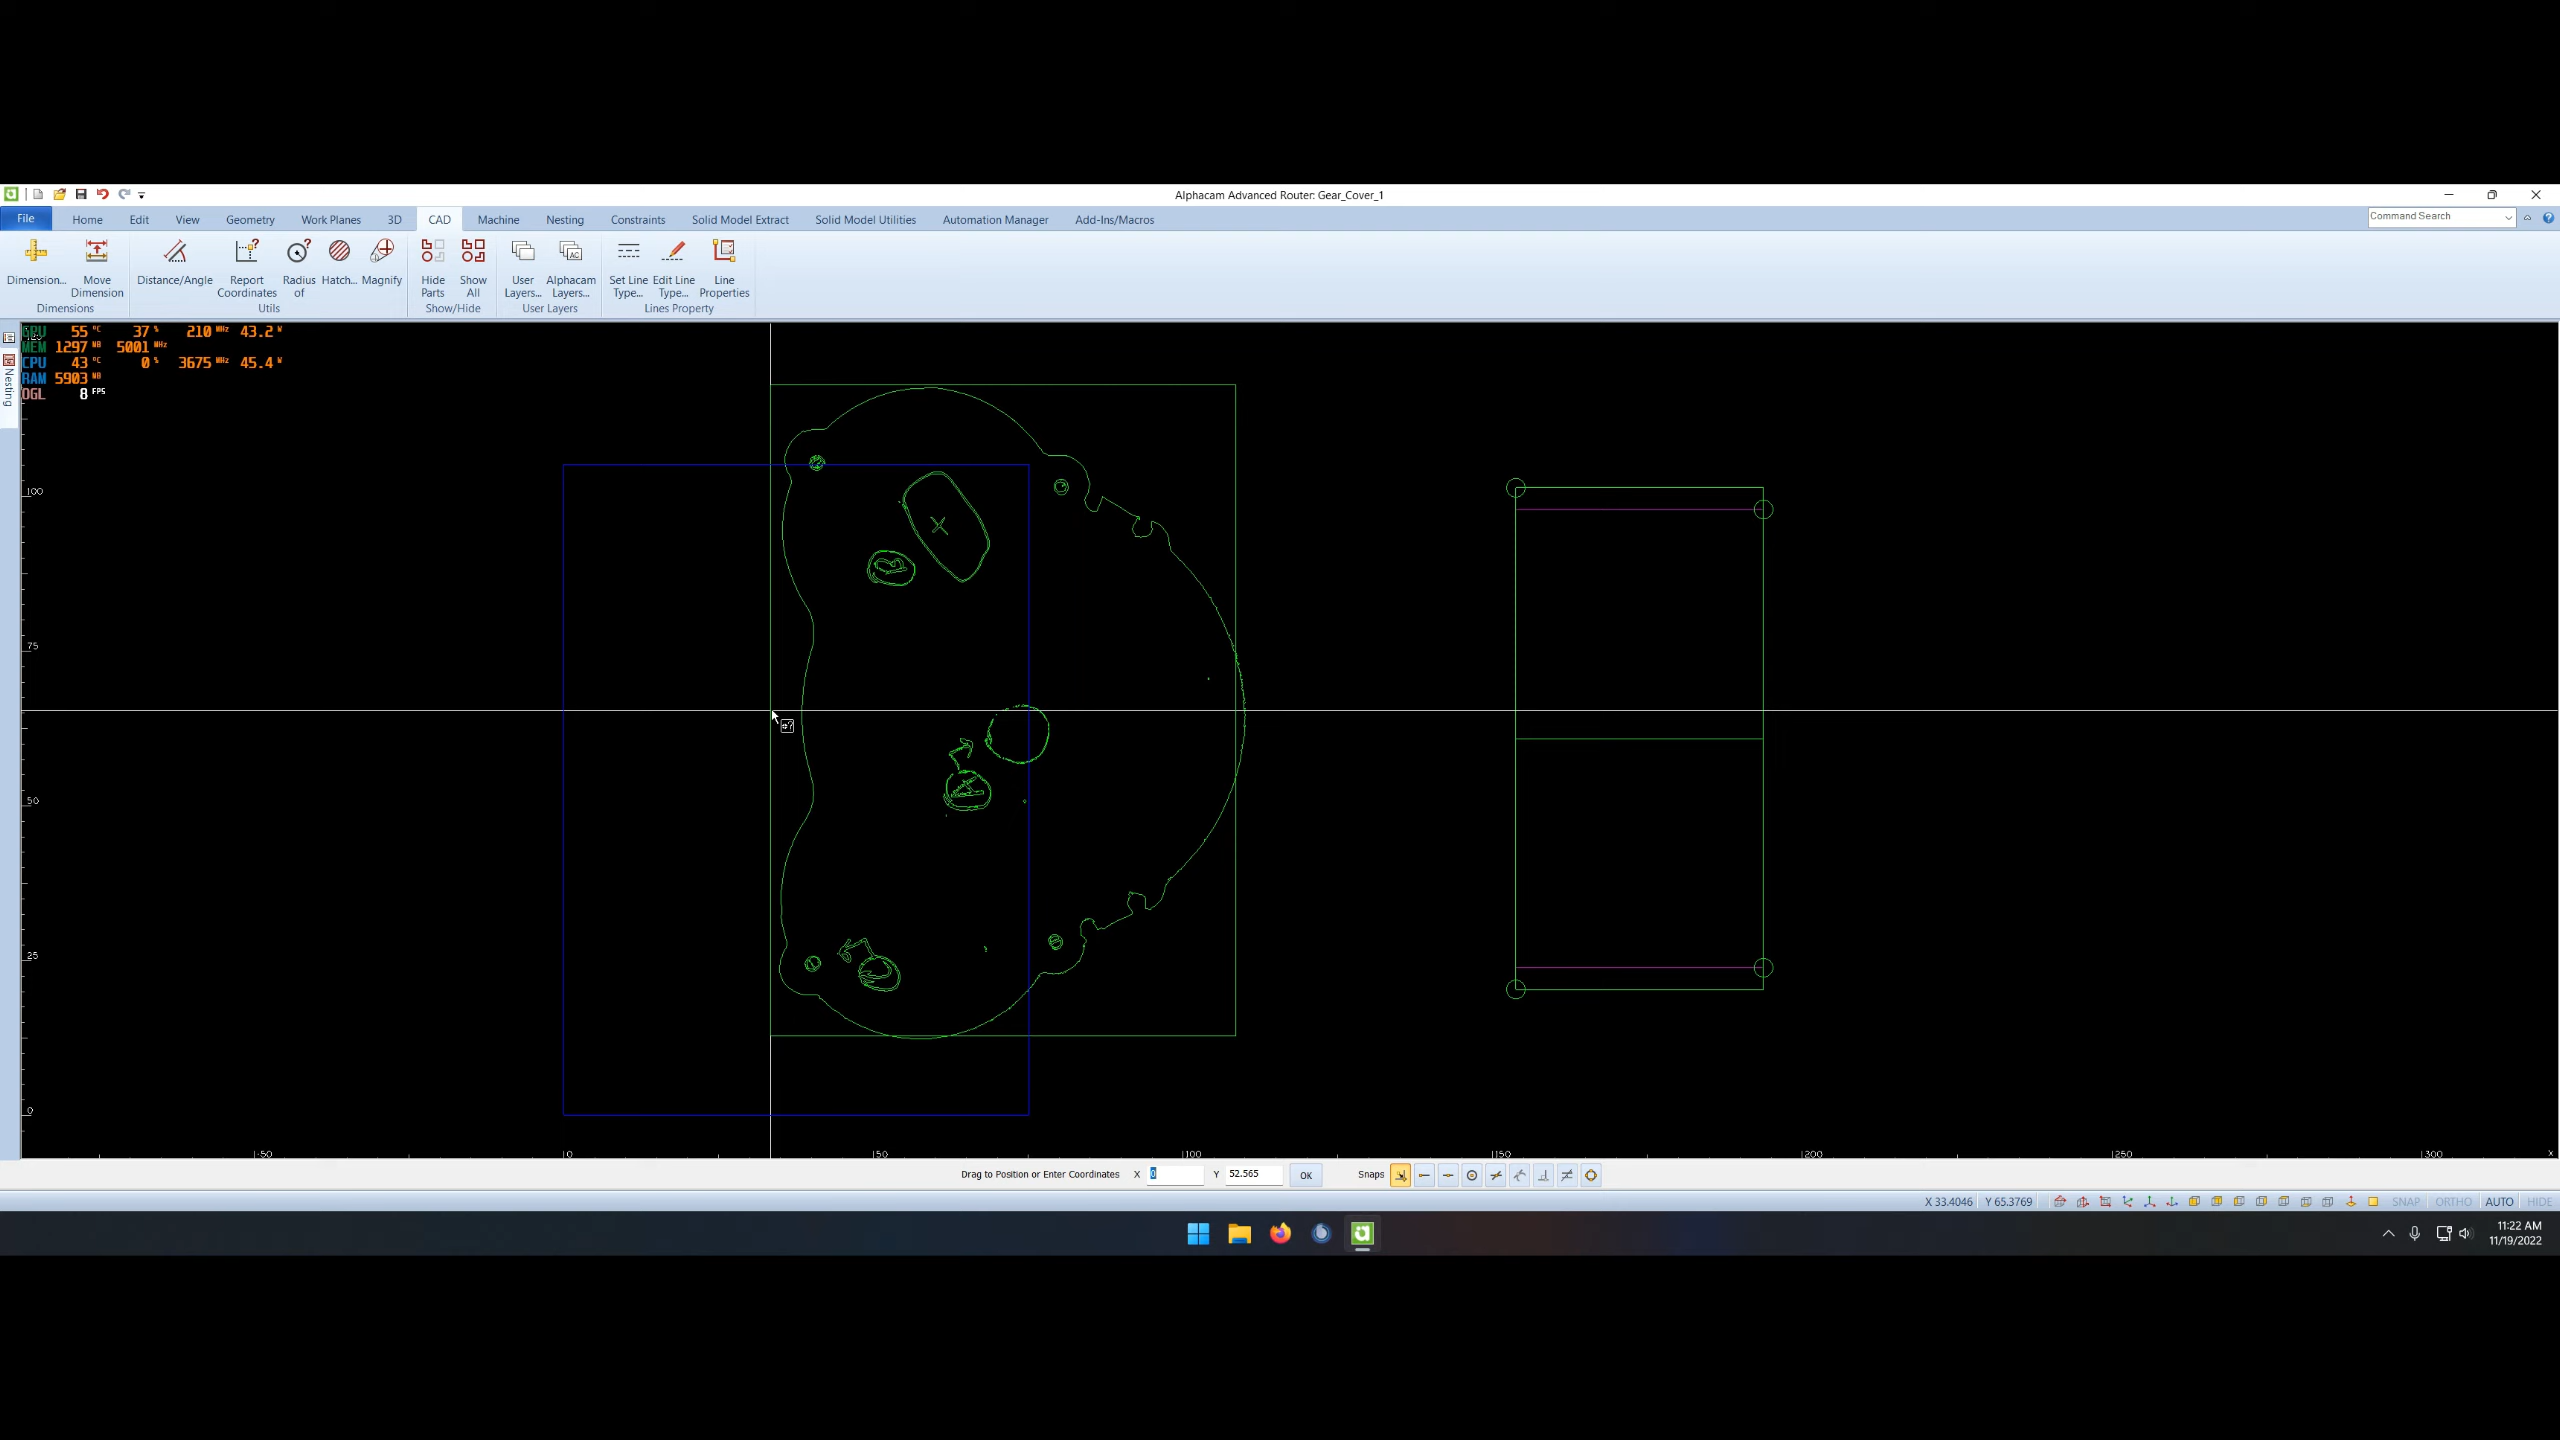 Alphacam Advanced Router: Gear_Cover_1
File Home Edit View Geometry Work Planes 3D CAD Machine Nesting Constraints Solid Model Extract Solid Model Utilities Automation Manager Add-Ins/Macros
Command Search
Dimension... Move Dimension Distance/Angle Report Coordinates Radius of Hatch... Magnify Hide Parts Show All User Layers... Alphacam Layers... Set Line Type... Edit Line Type... Line Properties
Dimensions Utils Show/Hide User Layers Lines Property
GPU 55 °C 37 % 210 MHz 43.2 W
MEM 1297 MB 5001 MHz
CPU 43 °C 0 % 3675 MHz 45.4 W
RAM 5903 MB
OGL 8 FPS
Nesting
100
75
50
25
0
-50 0 50 100 150 200 250 300 X
Drag to Position or Enter Coordinates X 0 Y 52.565 OK Snaps
X 33.4046 Y 65.3769 SNAP ORTHO AUTO HIDE
11:22 AM
11/19/2022